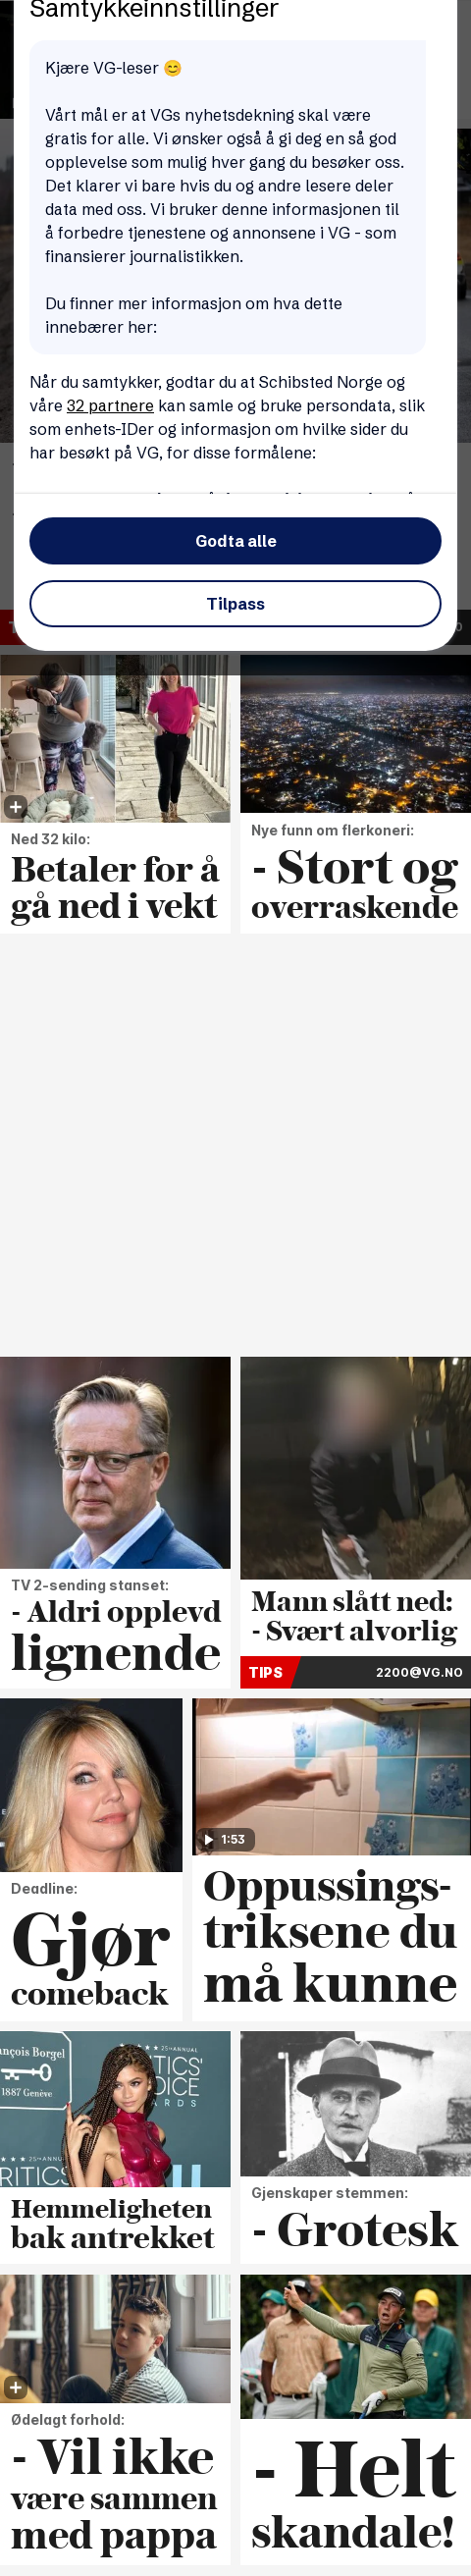 Samtykkeinnstillinger
Kjære VG-leser 😊
Vårt mål er at VGs nyhetsdekning skal være
gratis for alle. Vi ønsker også å gi deg en så god
opplevelse som mulig hver gang du besøker oss.
Det klarer vi bare hvis du og andre lesere deler
data med oss. Vi bruker denne informasjonen til
å forbedre tjenestene og annonsene i VG - som
finansierer journalistikken.
Du finner mer informasjon om hva dette
innebærer her:
Når du samtykker, godtar du at Schibsted Norge og
våre 32 partnere kan samle og bruke persondata, slik
som enhets-IDer og informasjon om hvilke sider du
har besøkt på VG, for disse formålene:
Godta alle
Tilpass
Ned 32 kilo:
Betaler for å
gå ned i vekt
Nye funn om flerkoneri:
- Stort og
overraskende
TV 2-sending stanset:
- Aldri opplevd
lignende
Mann slått ned:
- Svært alvorlig
TIPS 2200@VG.NO
Deadline:
Gjør
comeback
1:53
Oppussings-
triksene du
må kunne
ançois Borgel
1887 Genève
25TH ANNUAL
Hemmeligheten
bak antrekket
Gjenskaper stemmen:
- Grotesk
Ødelagt forhold:
- Vil ikke
være sammen
med pappa
- Helt
skandale!